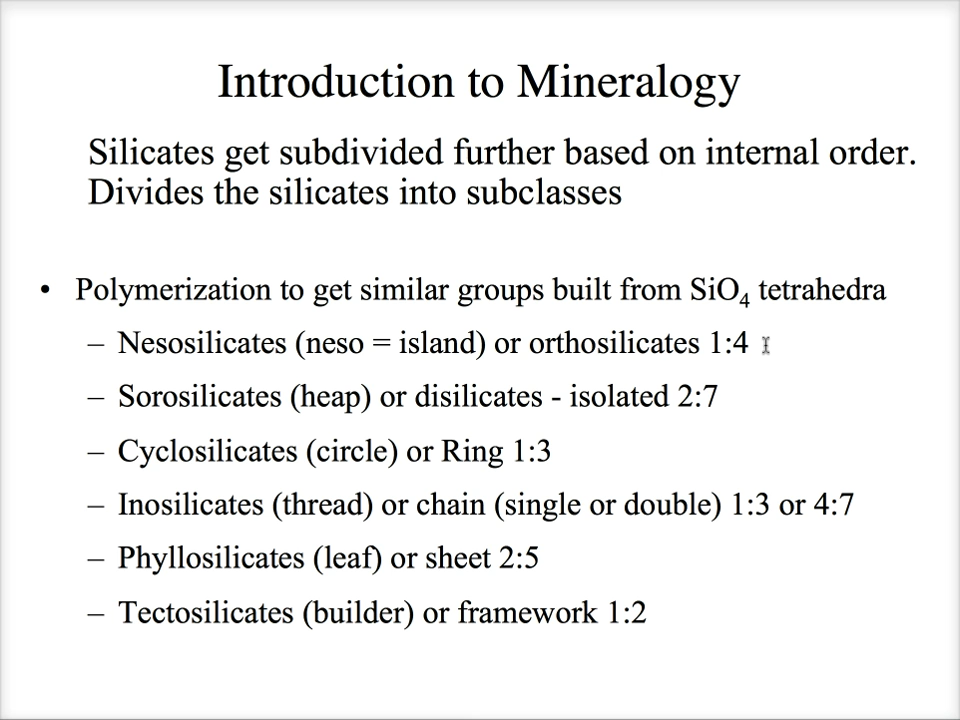 Introduction to Mineralogy
Silicates get subdivided further based on internal order.
Divides the silicates into subclasses
• Polymerization to get similar groups built from SiO₄ tetrahedra
– Nesosilicates (neso = island) or orthosilicates 1:4
– Sorosilicates (heap) or disilicates - isolated 2:7
– Cyclosilicates (circle) or Ring 1:3
– Inosilicates (thread) or chain (single or double) 1:3 or 4:7
– Phyllosilicates (leaf) or sheet 2:5
– Tectosilicates (builder) or framework 1:2